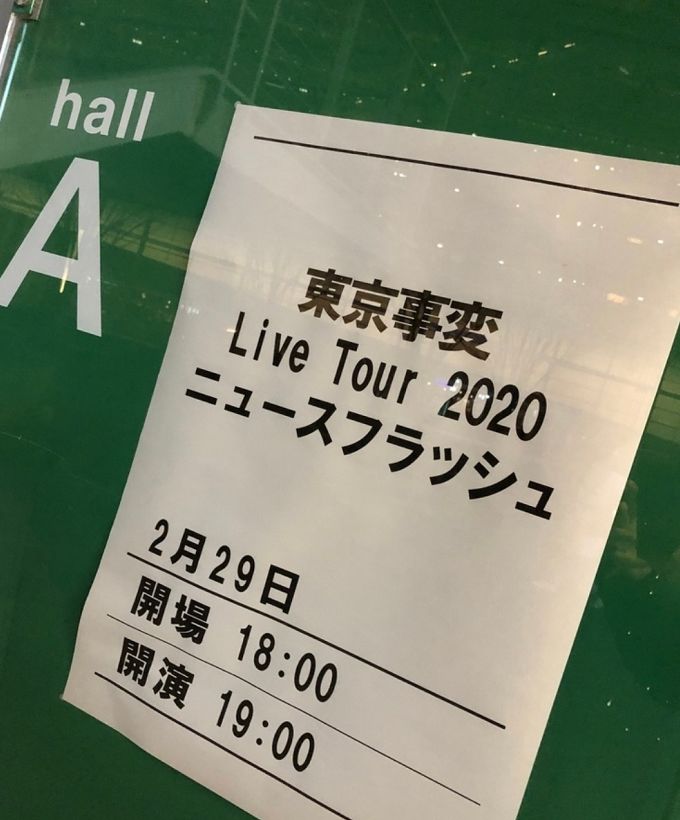 hall
A
東京事変
Live Tour 2020
ニュースフラッシュ
2月29日
開場 18:00
開演 19:00